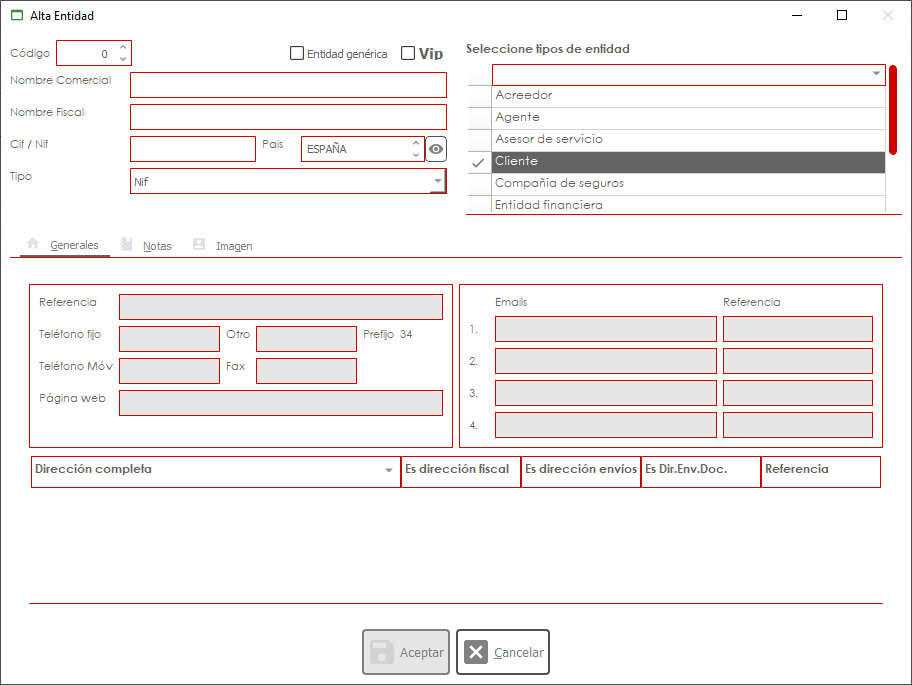 Alta Entidad
Código 0 Entidad genérica Vip
Seleccione tipos de entidad
Nombre Comercial
Nombre Fiscal
Cif / Nif Pais ESPAÑA
Tipo Nif
Acreedor
Agente
Asesor de servicio
Cliente
Compañia de seguros
Entidad financiera
Generales Notas Imagen
Referencia
Teléfono fijo Otro Prefijo 34
Teléfono Móv Fax
Página web
Emails Referencia
1.
2.
3.
4.
Dirección completa Es dirección fiscal Es dirección envíos Es Dir.Env.Doc. Referencia
Aceptar Cancelar